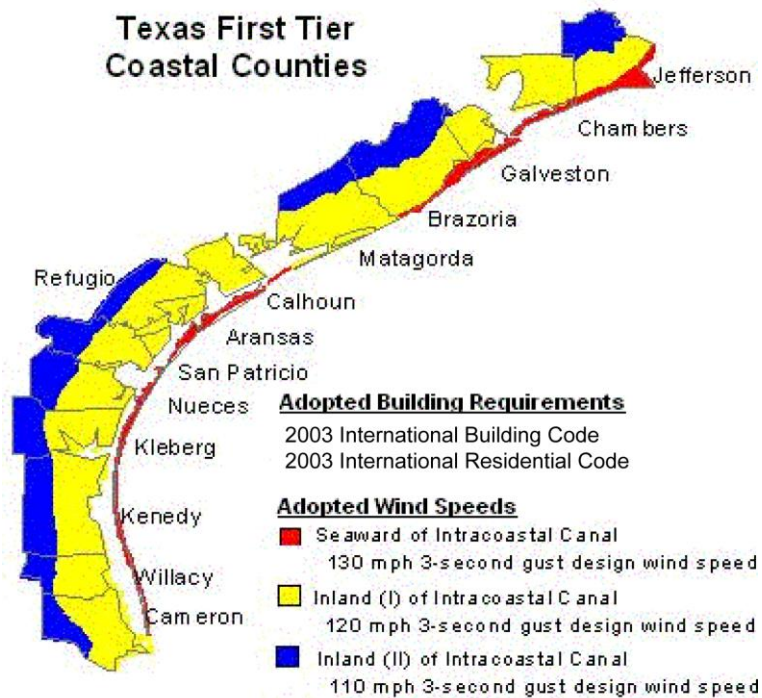 Texas First Tier
Coastal Counties
Jefferson
Chambers
Galveston
Brazoria
Matagorda
Refugio
Calhoun
Aransas
San Patricio
Nueces
Kleberg
Kenedy
Willacy
Cameron
Adopted Building Requirements
2003 International Building Code
2003 International Residential Code
Adopted Wind Speeds
Seaward of Intracoastal Canal
130 mph 3-second gust design wind speed
Inland (I) of Intracoastal Canal
120 mph 3-second gust design wind speed
Inland (II) of Intracoastal Canal
110 mph 3-second gust design wind speed